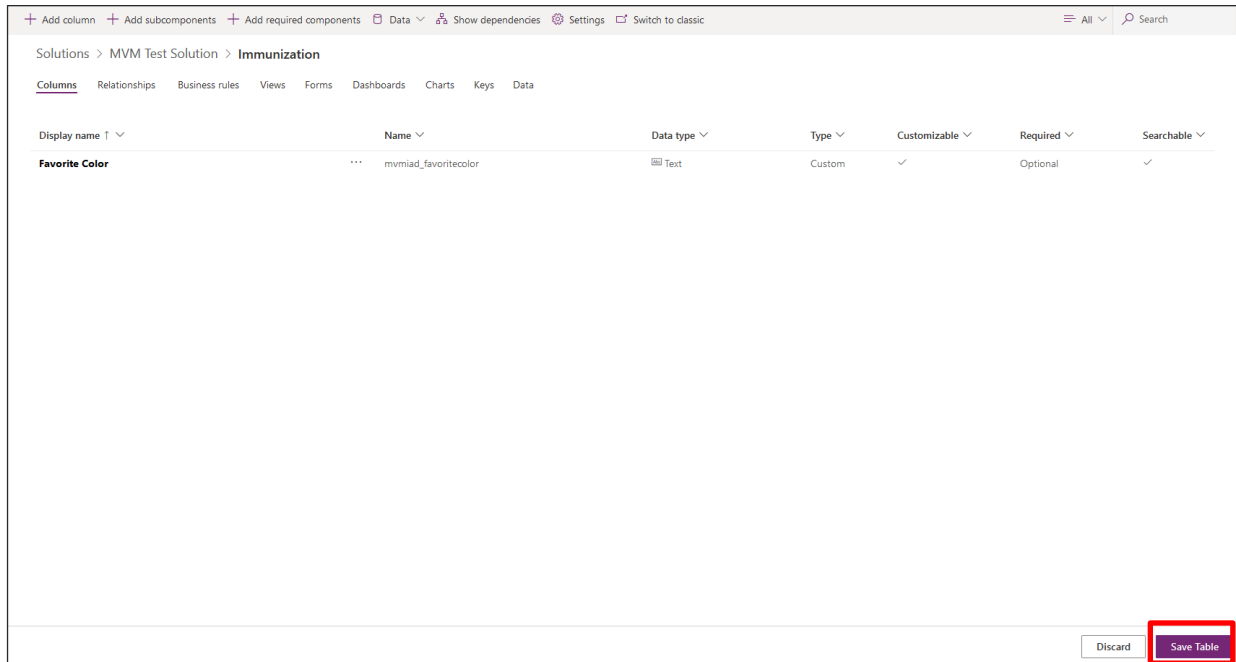 Add column Add subcomponents Add required components Data Show dependencies Settings Switch to classic All Search
Solutions > MVM Test Solution > Immunization
Columns Relationships Business rules Views Forms Dashboards Charts Keys Data
Display name ↑ Name Data type Type Customizable Required Searchable
Favorite Color ... mvmiad_favoritecolor Abc Text Custom Optional
Discard Save Table